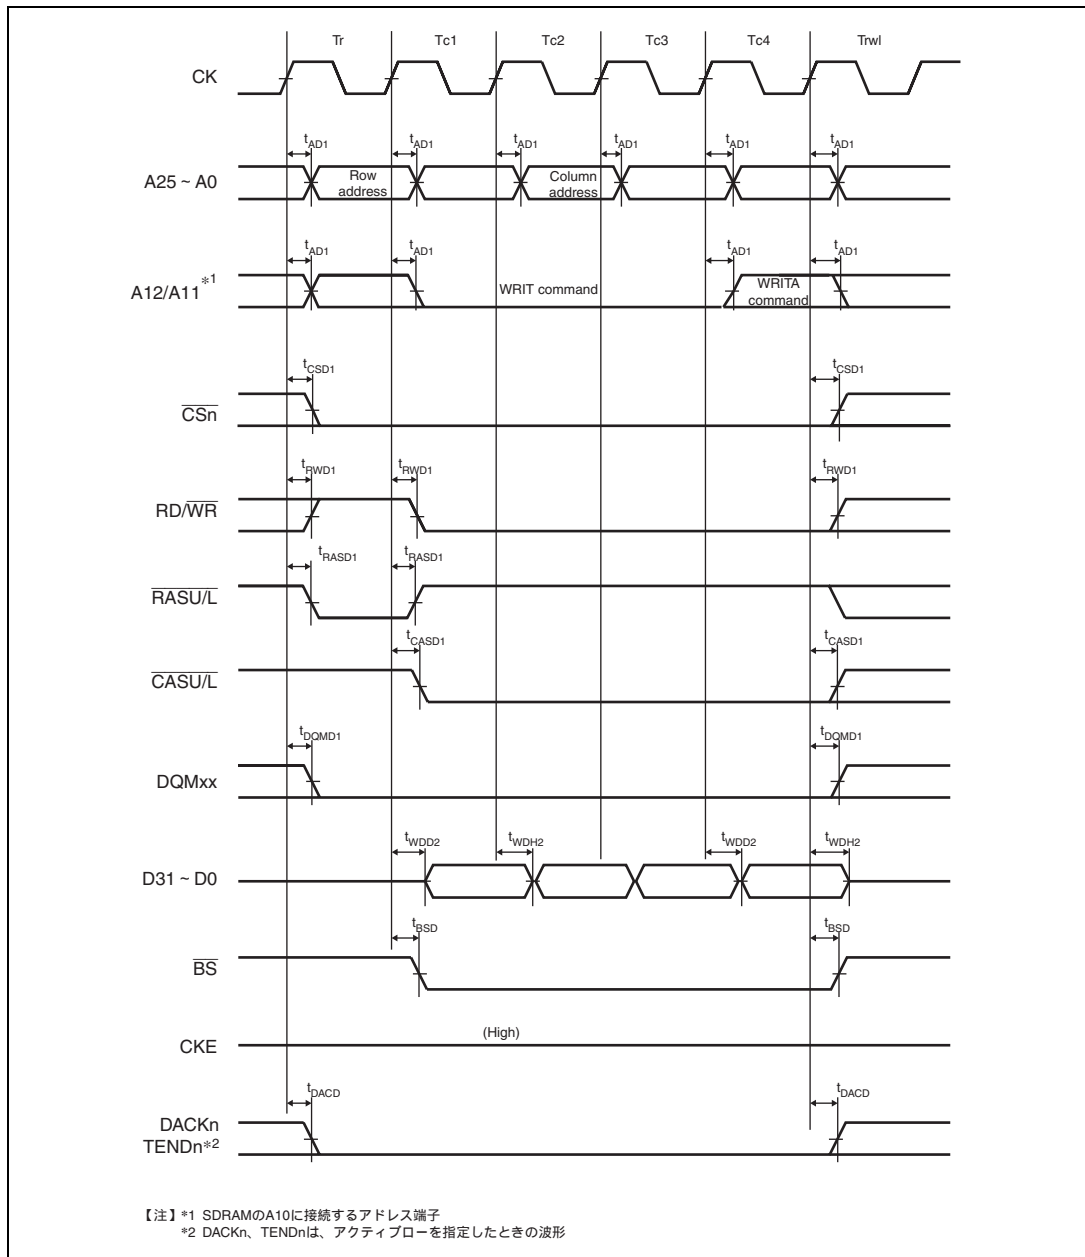 Tr Tc1 Tc2 Tc3 Tc4 Trwl
CK
tAD1 tAD1 tAD1 tAD1 tAD1 tAD1
A25 ~ A0
Row address
Column address
tAD1 tAD1 tAD1 tAD1
A12/A11*1
WRIT command
WRITA command
tCSD1 tCSD1
CSn
tRWD1 tRWD1 tRWD1
RD/WR
tRASD1 tRASD1
RASU/L
tCASD1 tCASD1
CASU/L
tDQMD1 tDQMD1
DQMxx
tWDD2 tWDH2 tWDD2 tWDH2
D31 ~ D0
tBSD tBSD
BS
(High)
CKE
tDACD tDACD
DACKn
TENDn*2
【注】*1 SDRAMのA10に接続するアドレス端子
*2 DACKn、TENDnは、アクティブローを指定したときの波形